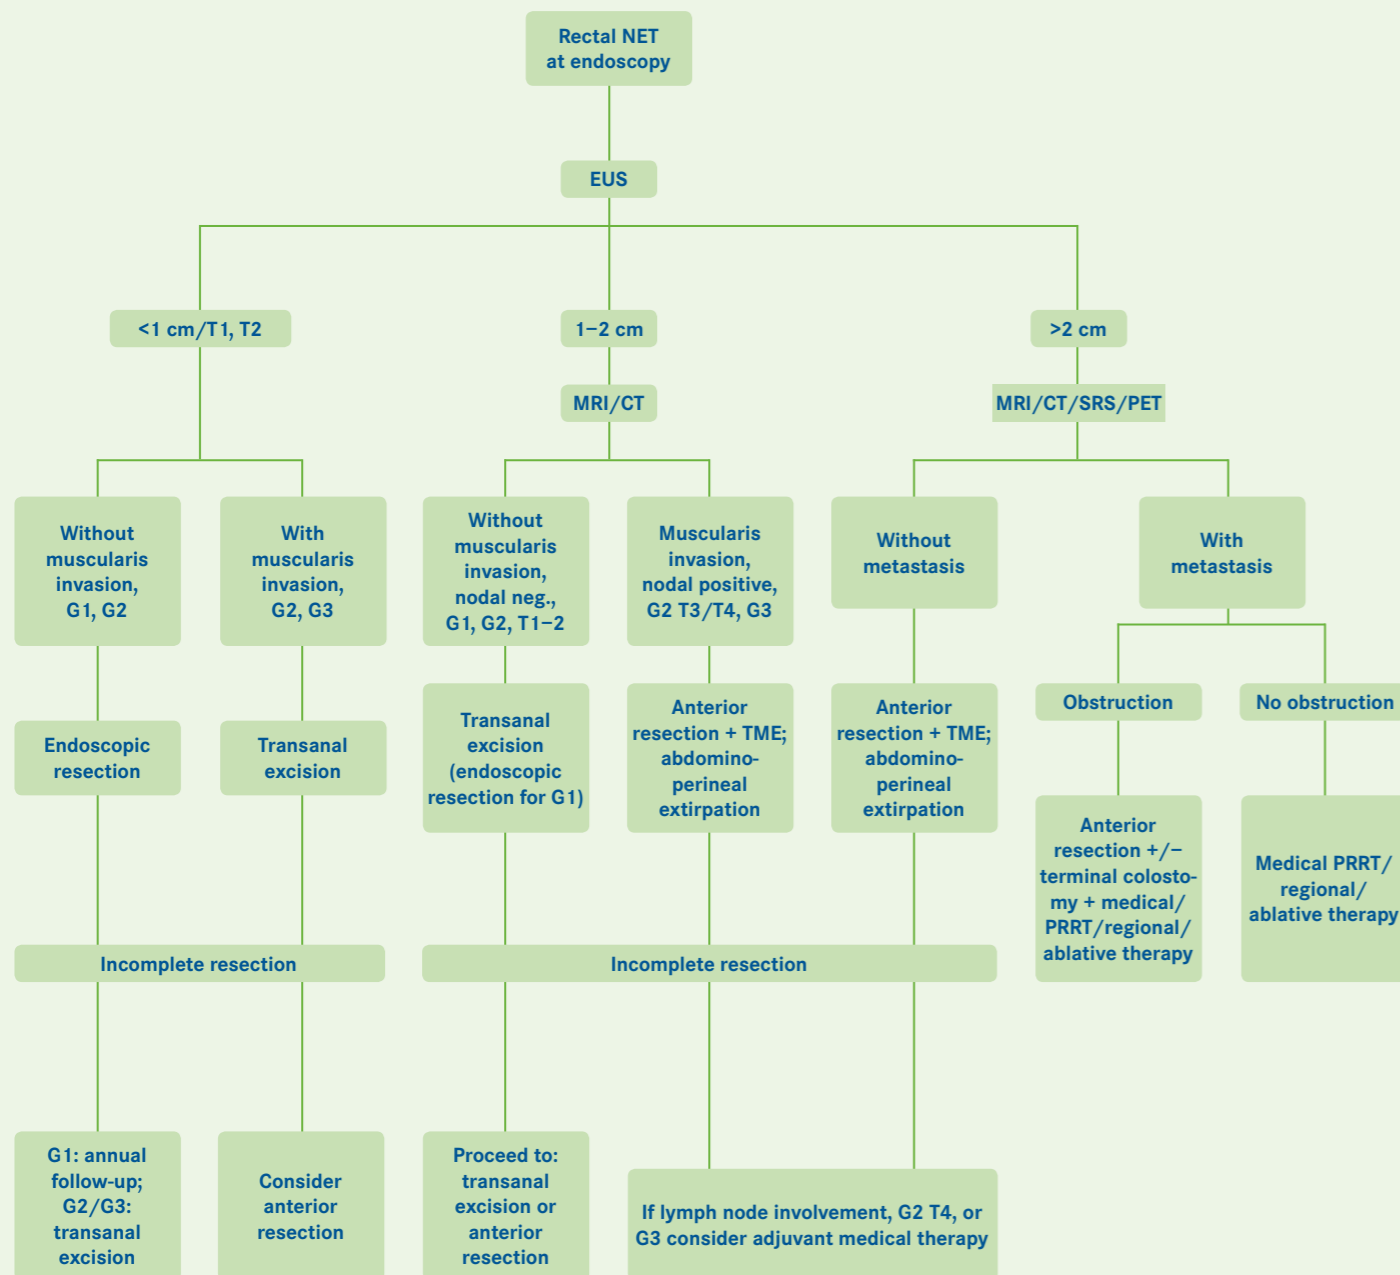 Rectal NET
at endoscopy
EUS
<1 cm/T1, T2
1–2 cm
>2 cm
MRI/CT
MRI/CT/SRS/PET
Without
muscularis
invasion,
G1, G2
With
muscularis
invasion,
G2, G3
Without
muscularis
invasion,
nodal neg.,
G1, G2, T1–2
Muscularis
invasion,
nodal positive,
G2 T3/T4, G3
Without
metastasis
With
metastasis
Endoscopic
resection
Transanal
excision
Transanal
excision
(endoscopic
resection for G1)
Anterior
resection + TME;
abdomino-
perineal
extirpation
Anterior
resection + TME;
abdomino-
perineal
extirpation
Obstruction
No obstruction
Anterior
resection +/–
terminal colosto-
my + medical/
PRRT/regional/
ablative therapy
Medical PRRT/
regional/
ablative therapy
Incomplete resection
Incomplete resection
G1: annual
follow-up;
G2/G3:
transanal
excision
Consider
anterior
resection
Proceed to:
transanal
excision or
anterior
resection
If lymph node involvement, G2 T4, or
G3 consider adjuvant medical therapy